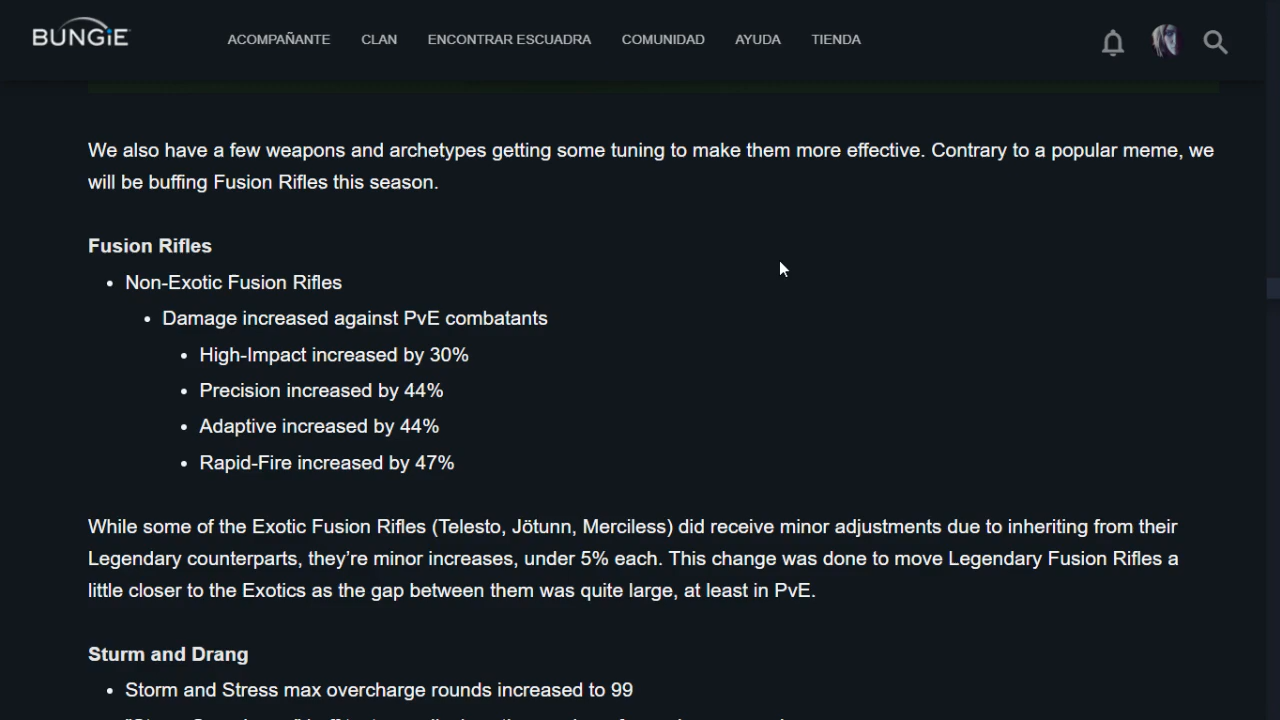 BUNGiE
ACOMPAÑANTE CLAN ENCONTRAR ESCUADRA COMUNIDAD AYUDA TIENDA
We also have a few weapons and archetypes getting some tuning to make them more effective. Contrary to a popular meme, we
will be buffing Fusion Rifles this season.
Fusion Rifles
• Non-Exotic Fusion Rifles
• Damage increased against PvE combatants
• High-Impact increased by 30%
• Precision increased by 44%
• Adaptive increased by 44%
• Rapid-Fire increased by 47%
While some of the Exotic Fusion Rifles (Telesto, Jötunn, Merciless) did receive minor adjustments due to inheriting from their
Legendary counterparts, they’re minor increases, under 5% each. This change was done to move Legendary Fusion Rifles a
little closer to the Exotics as the gap between them was quite large, at least in PvE.
Sturm and Drang
• Storm and Stress max overcharge rounds increased to 99